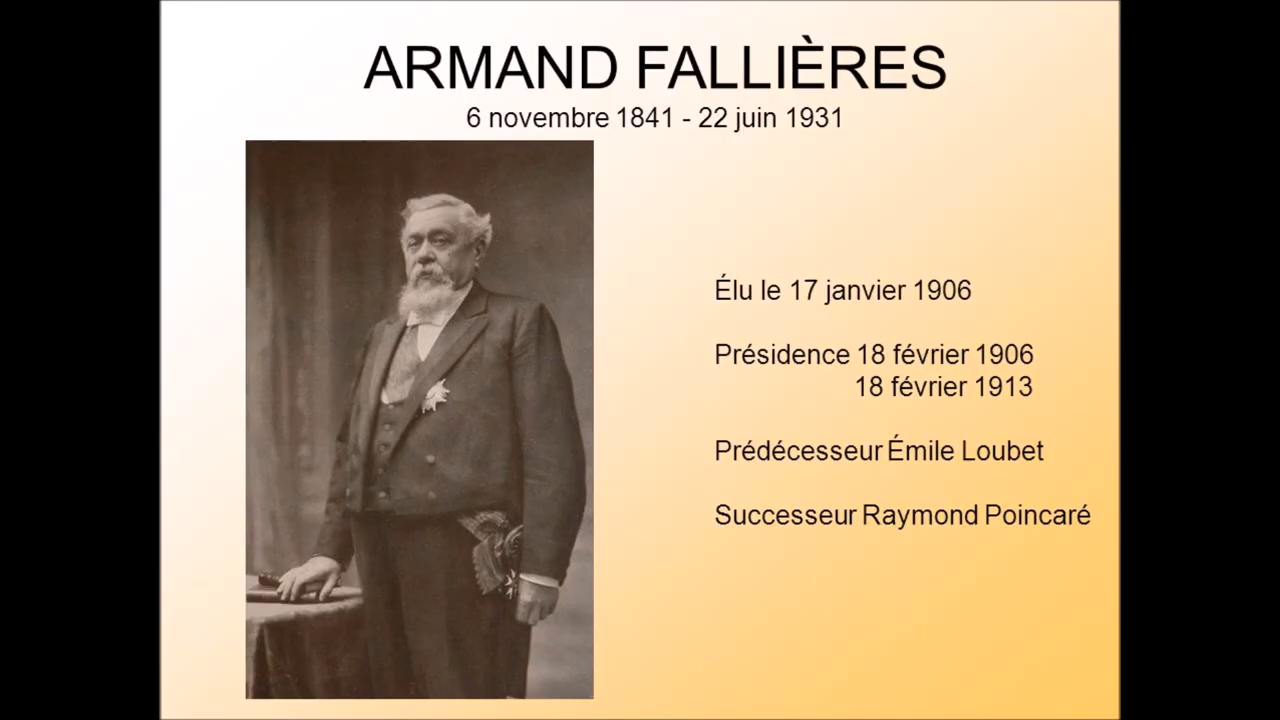 ARMAND FALLIÈRES
6 novembre 1841 - 22 juin 1931
Élu le 17 janvier 1906
Présidence 18 février 1906
18 février 1913
Prédécesseur Émile Loubet
Successeur Raymond Poincaré